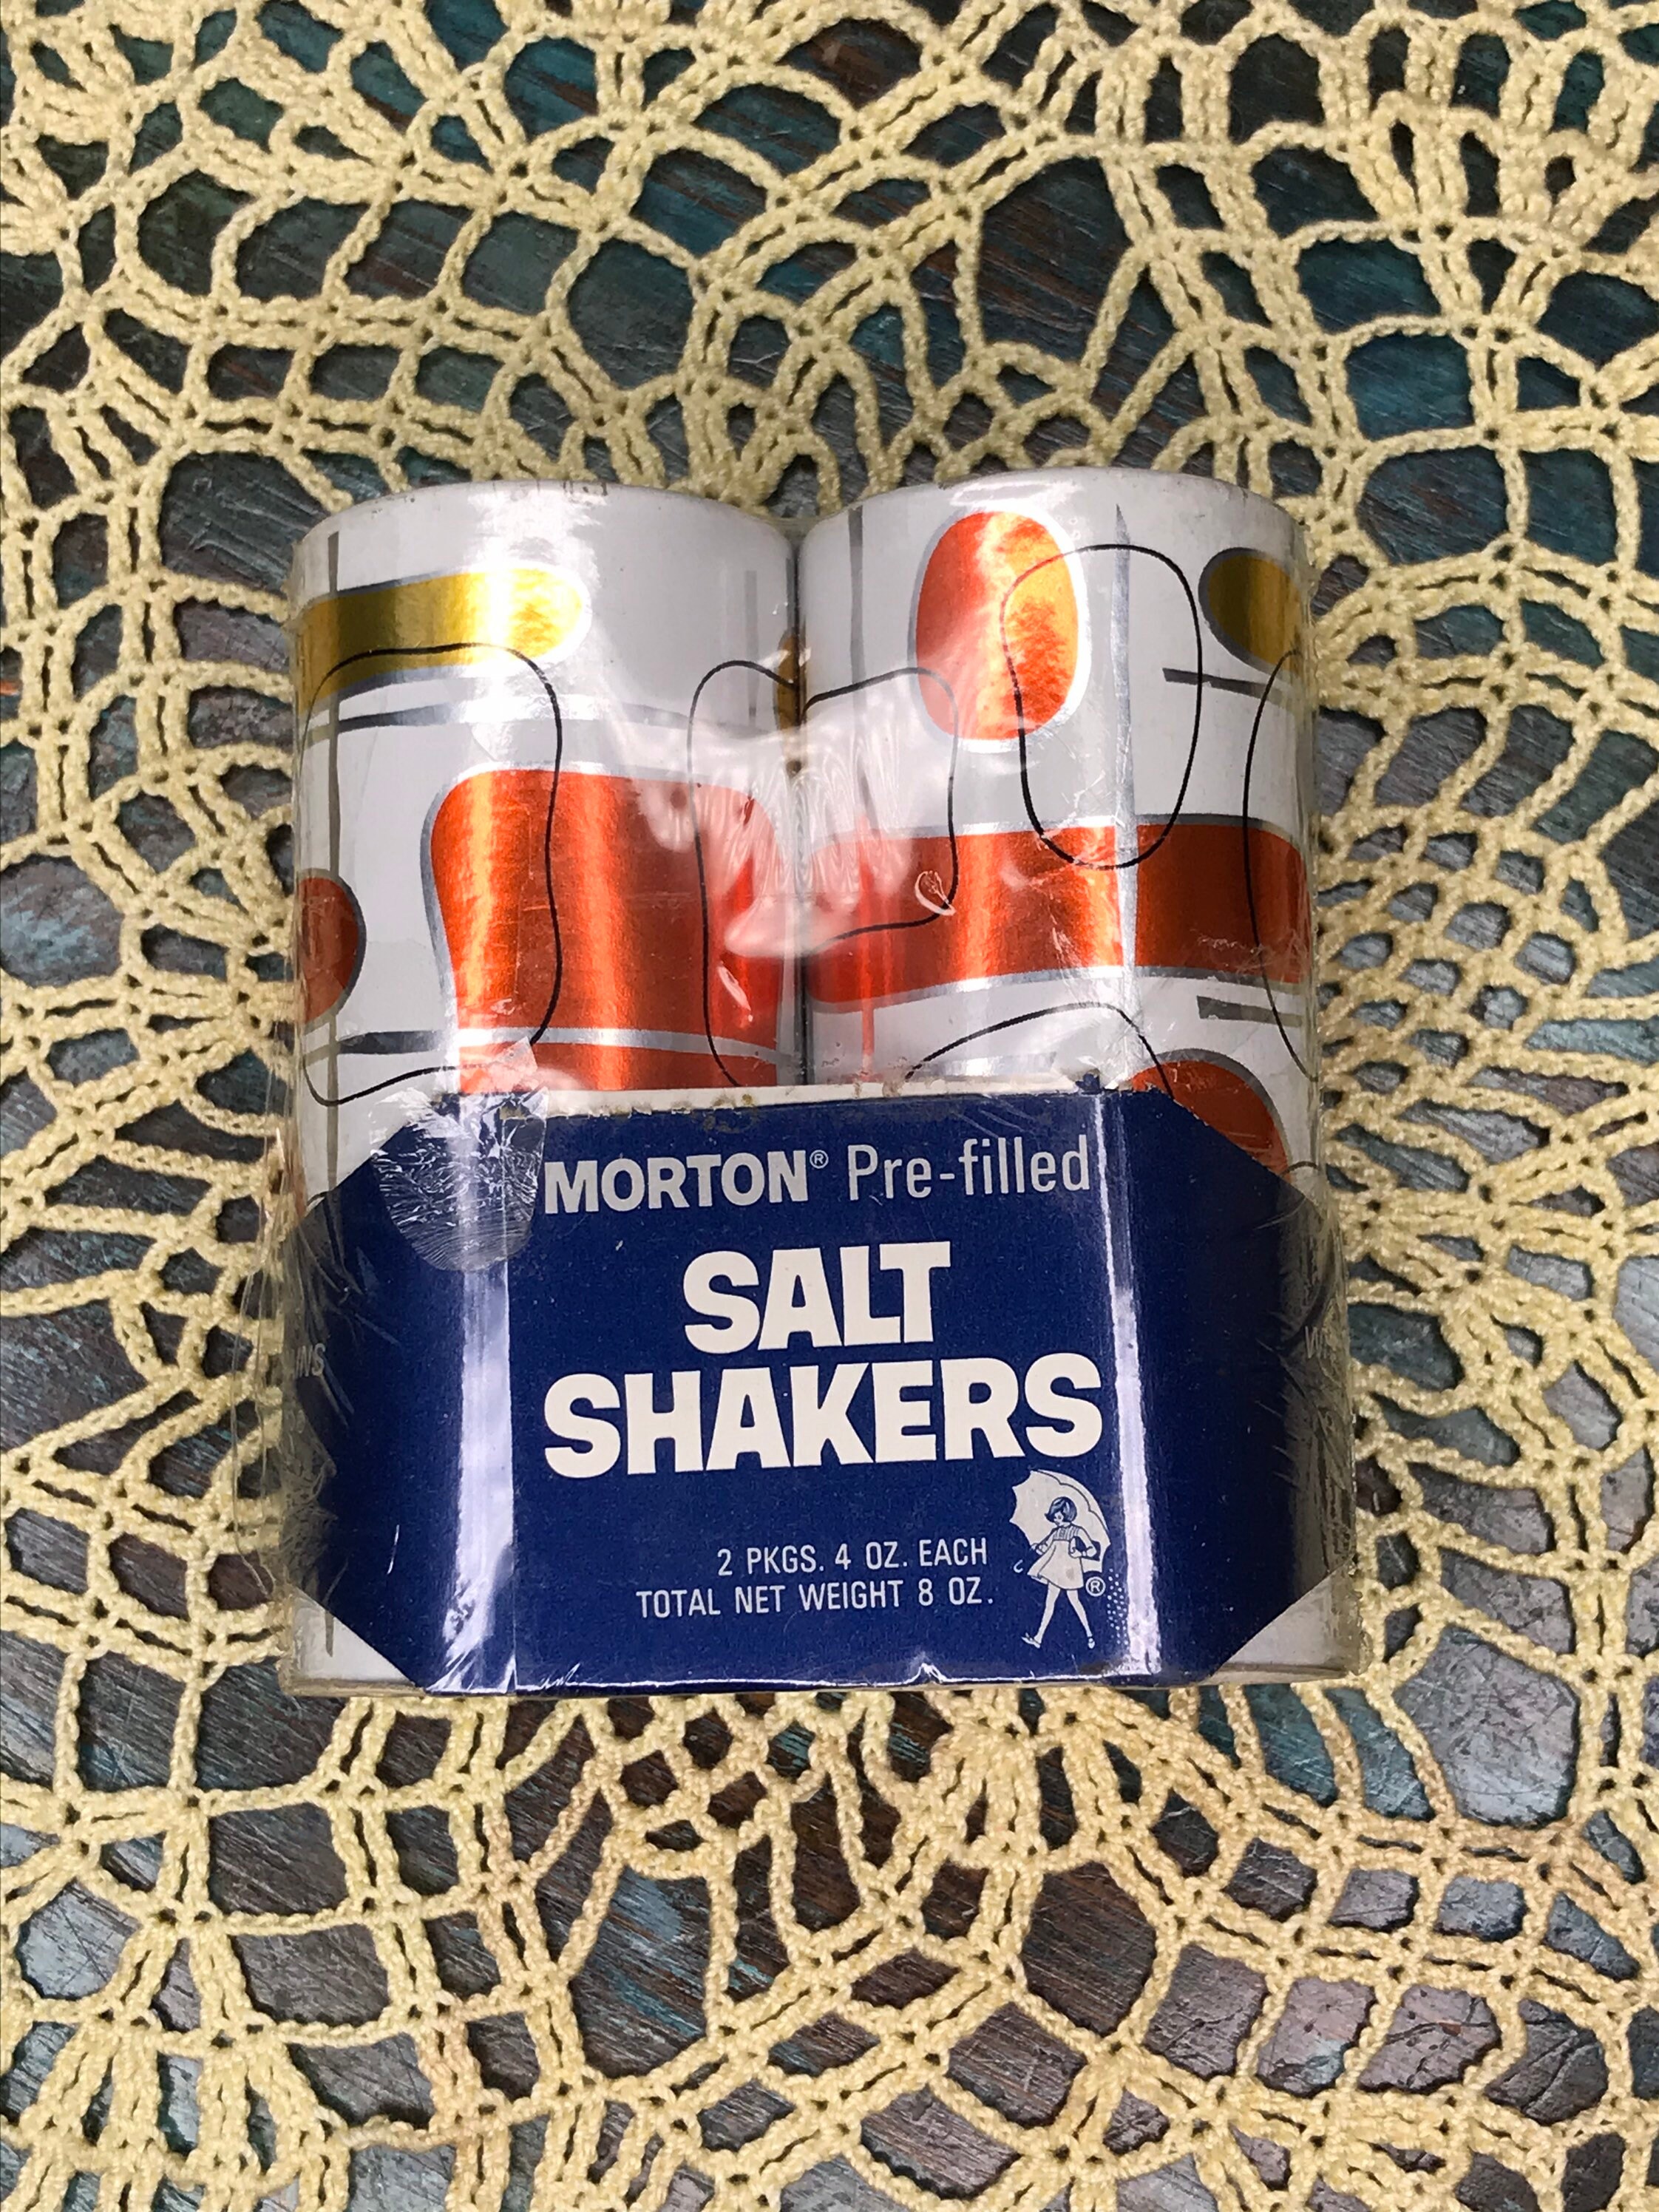 MORTON® Pre-filled
SALT
SHAKERS
2 PKGS. 4 OZ. EACH
TOTAL NET WEIGHT 8 OZ.
®